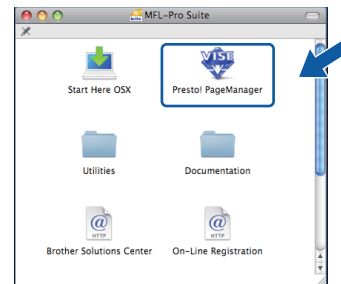 MFL-Pro Suite
VISE
Start Here OSX
Presto! PageManager
Utilities
Documentation
@
HTTP
@
HTTP
Brother Solutions Center
On-Line Registration